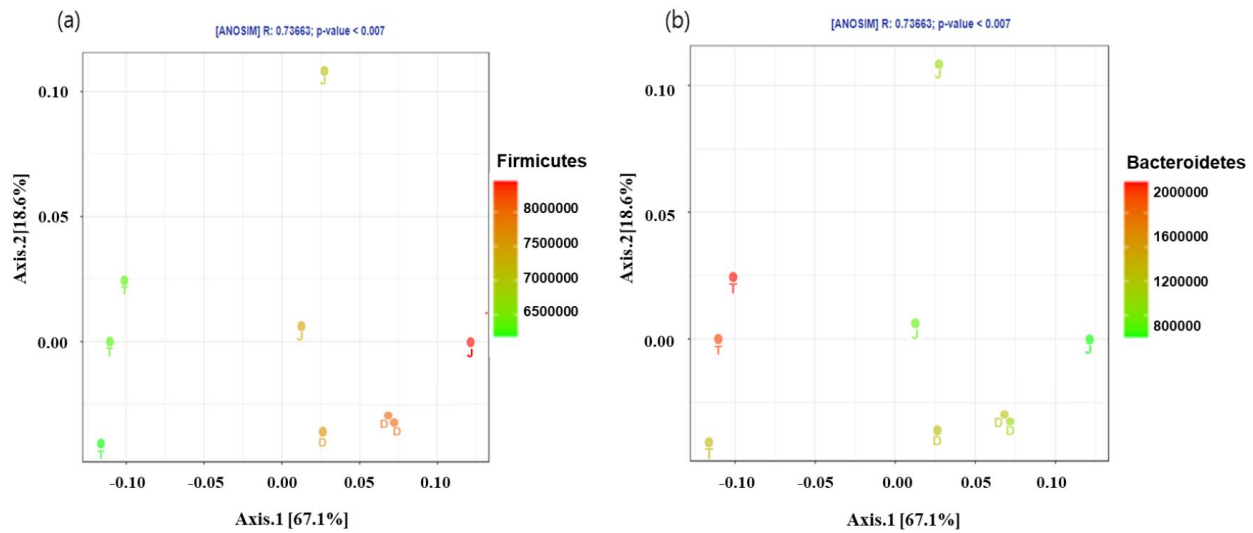 (a)
[ANOSIM] R: 0.73663; p-value < 0.007
J
0.10
Axis.2[18.6%]
0.05
T
0.00
T
J
J
D
D
D
T
-0.10
-0.05
0.00
0.05
0.10
Axis.1 [67.1%]
Firmicutes
8000000
7500000
7000000
6500000
(b)
[ANOSIM] R: 0.73663; p-value < 0.007
J
0.10
Axis.2[18.6%]
0.05
T
0.00
T
J
J
D
D
D
T
-0.10
-0.05
0.00
0.05
0.10
Axis.1 [67.1%]
Bacteroidetes
2000000
1600000
1200000
800000